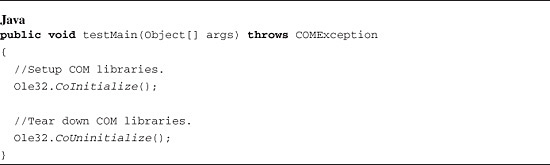 Java
public void testMain(Object[] args) throws COMException
{
  //Setup COM libraries.
  Ole32.CoInitialize();
  //Tear down COM libraries.
  Ole32.CoUninitialize();
}